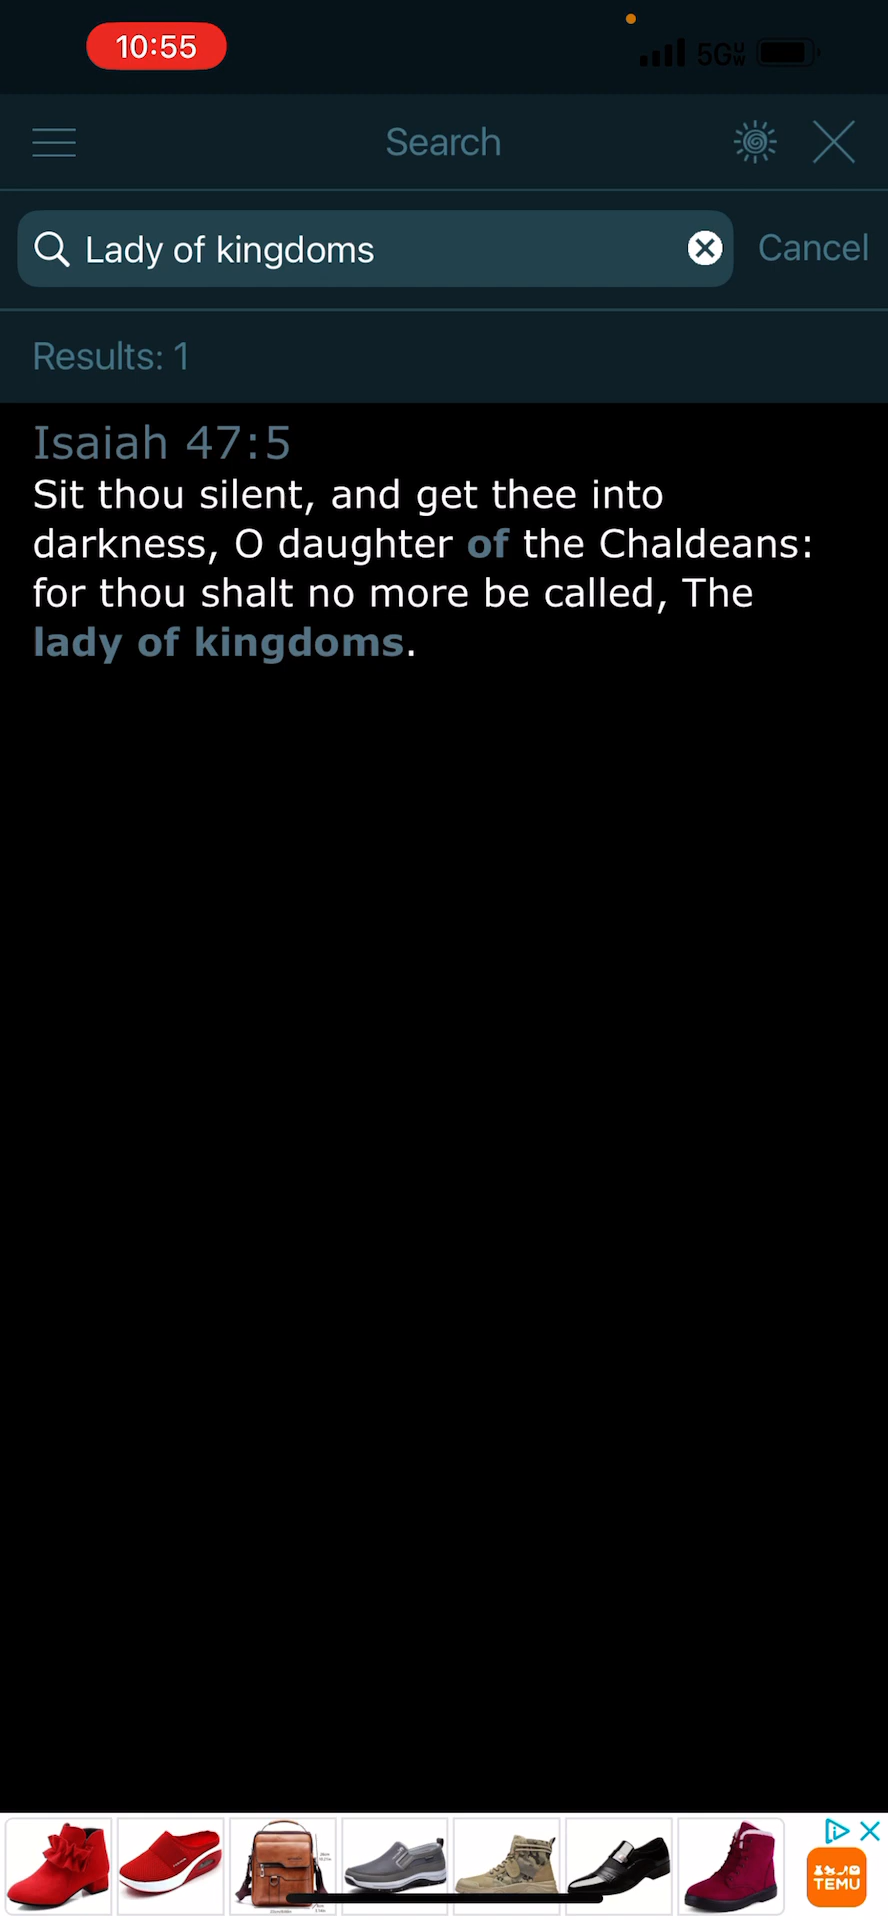 10:55
5G UW
Search
Lady of kingdoms
Cancel
Results: 1
Isaiah 47:5
Sit thou silent, and get thee into
darkness, O daughter of the Chaldeans:
for thou shalt no more be called, The
lady of kingdoms.
TEMU